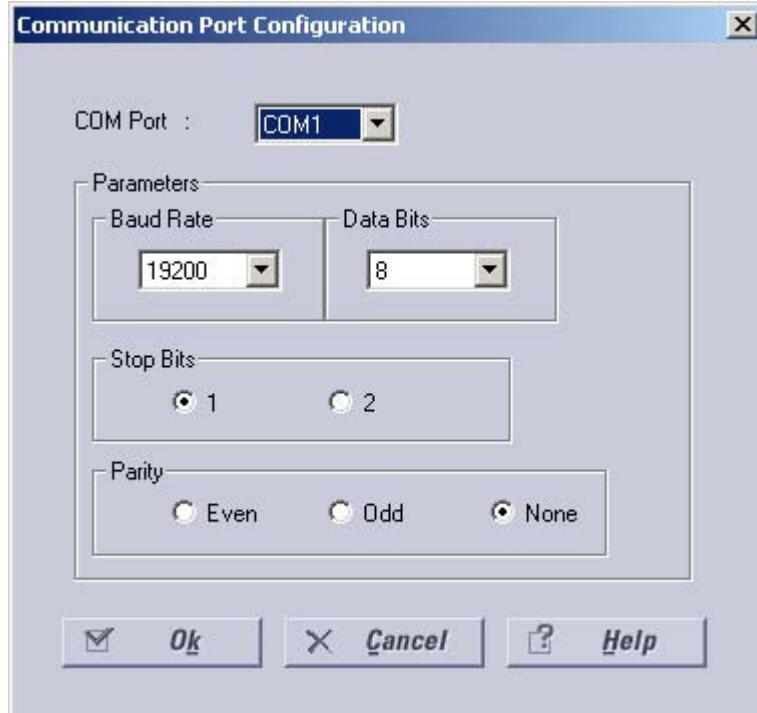 Communication Port Configuration
COM Port :
COM1
Parameters
Baud Rate
Data Bits
19200
8
Stop Bits
1
2
Parity
Even
Odd
None
Ok
Cancel
Help